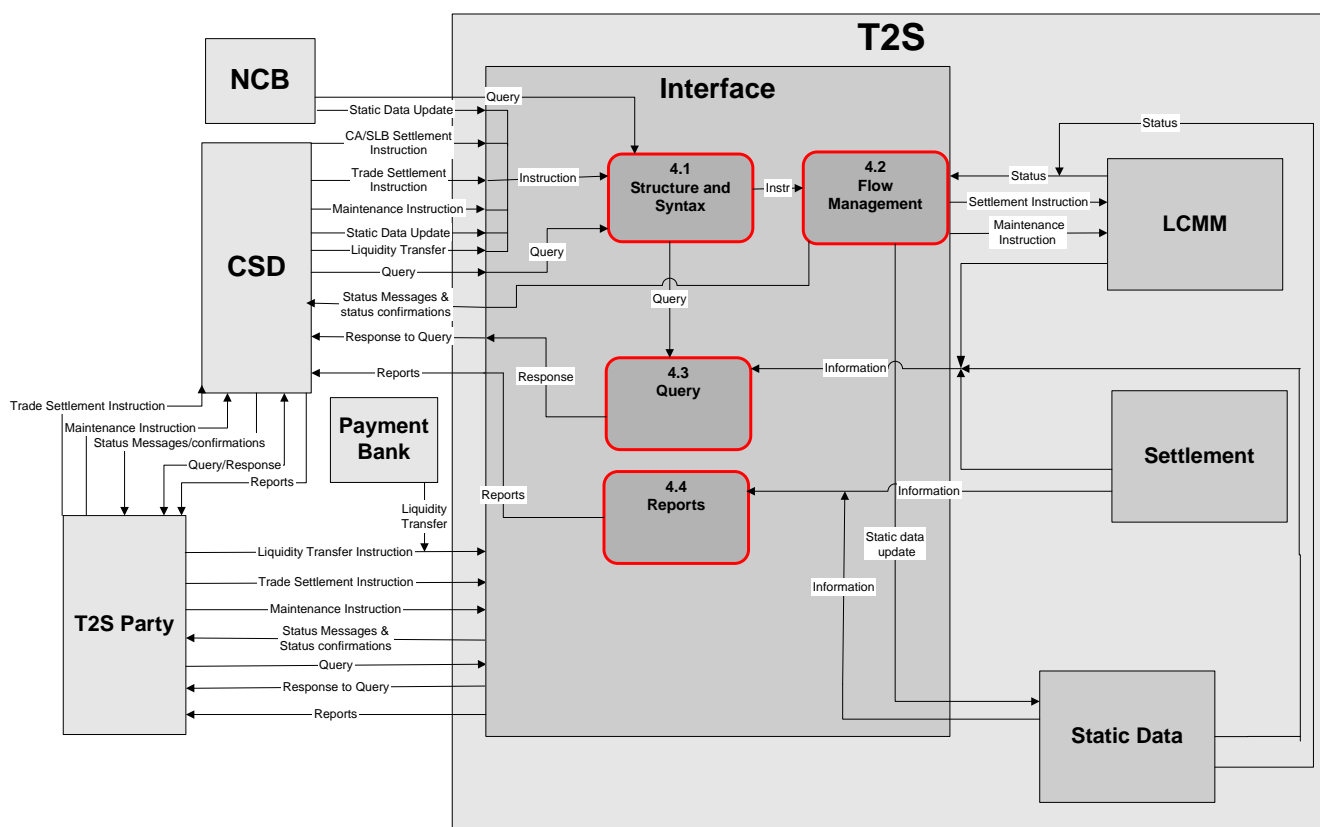 T2S
NCB
Interface
Query
Static Data Update
CA/SLB Settlement
Instruction
Trade Settlement
Instruction
Maintenance Instruction
Static Data Update
Liquidity Transfer
Query
CSD
Status Messages &
status confirmations
Response to Query
Reports
Instruction
Query
4.1
Structure and
Syntax
Instr
4.2
Flow
Management
Status
Status
Settlement Instruction
Maintenance
Instruction
LCMM
Query
Response
4.3
Query
Information
Settlement
Trade Settlement Instruction
Maintenance Instruction
Status Messages/confirmations
Query/Response
Reports
Payment
Bank
Liquidity
Transfer
Reports
4.4
Reports
Information
Static data
update
Information
T2S Party
Liquidity Transfer Instruction
Trade Settlement Instruction
Maintenance Instruction
Status Messages &
Status confirmations
Query
Response to Query
Reports
Static Data